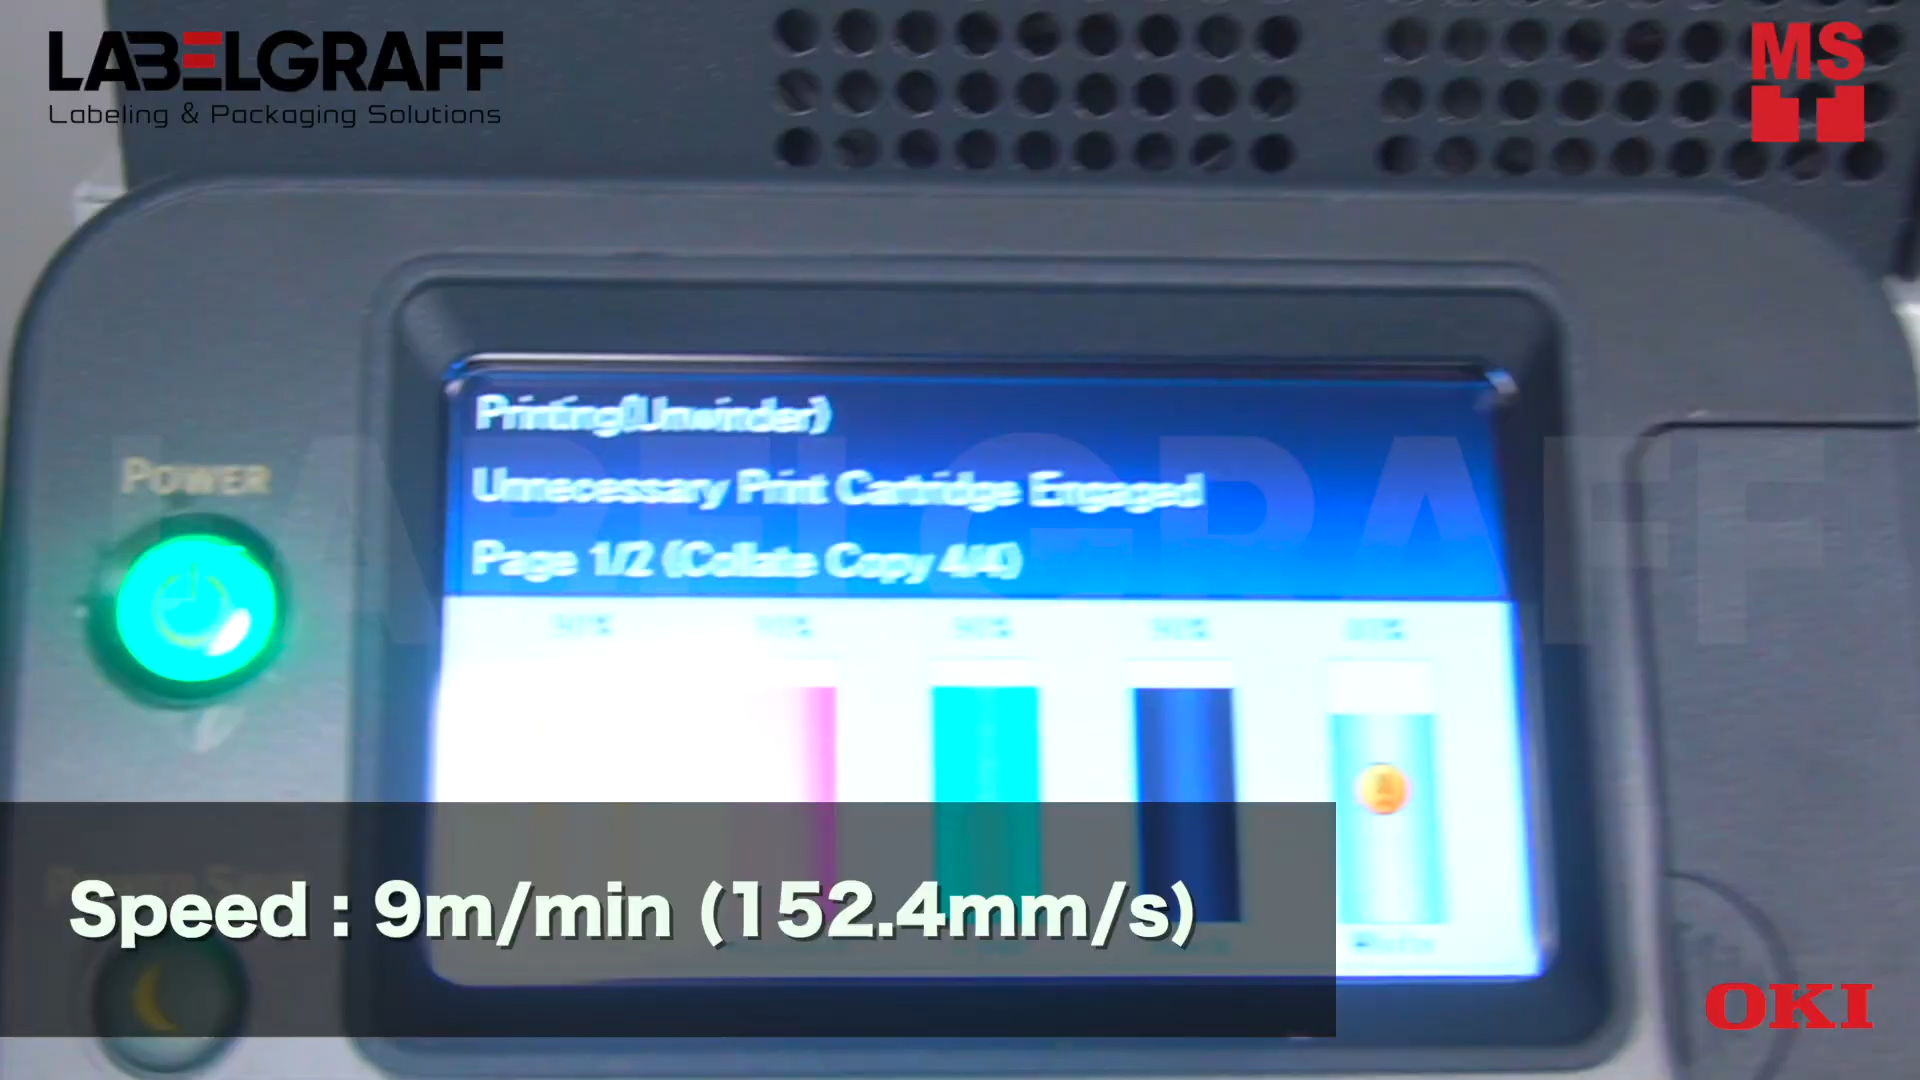 LABELGRAFF
Labeling & Packaging Solutions
MS
Printing(Unwinder)
Unnecessary Print Cartridge Engaged
Page 1/2 (Collate Copy 4/4)
POWER
LABELGRAFF
Speed : 9m/min (152.4mm/s)
OKI